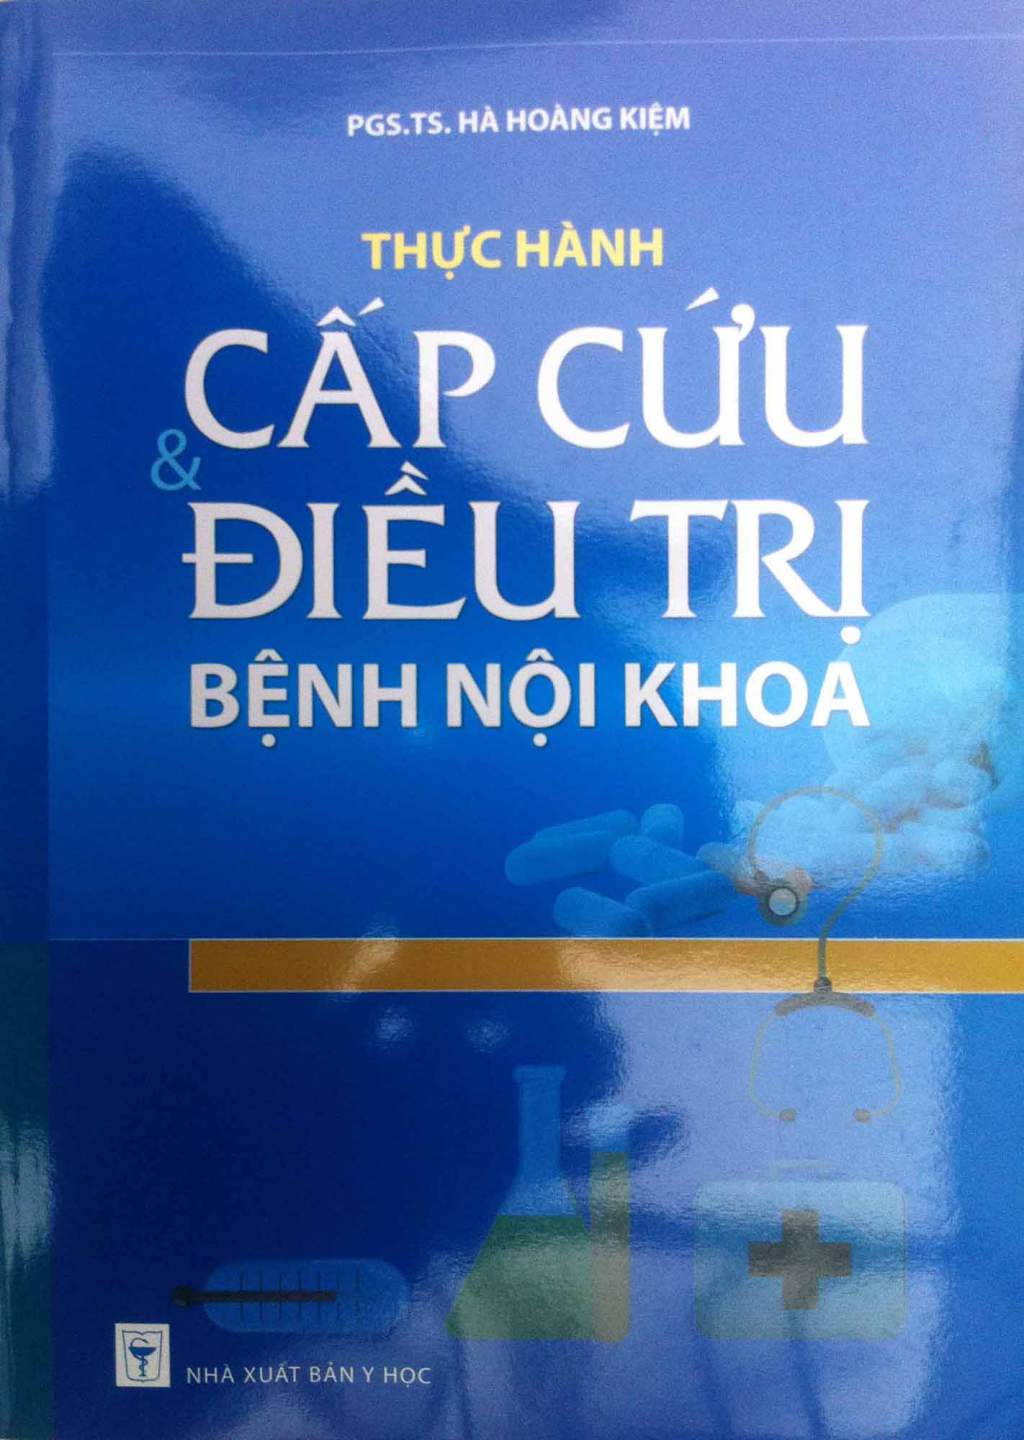 PGS.TS. HÀ HOÀNG KIỆM
THỰC HÀNH
CẤP CỨU
&
ĐIỀU TRỊ
BỆNH NỘI KHOA
NHÀ XUẤT BẢN Y HỌC